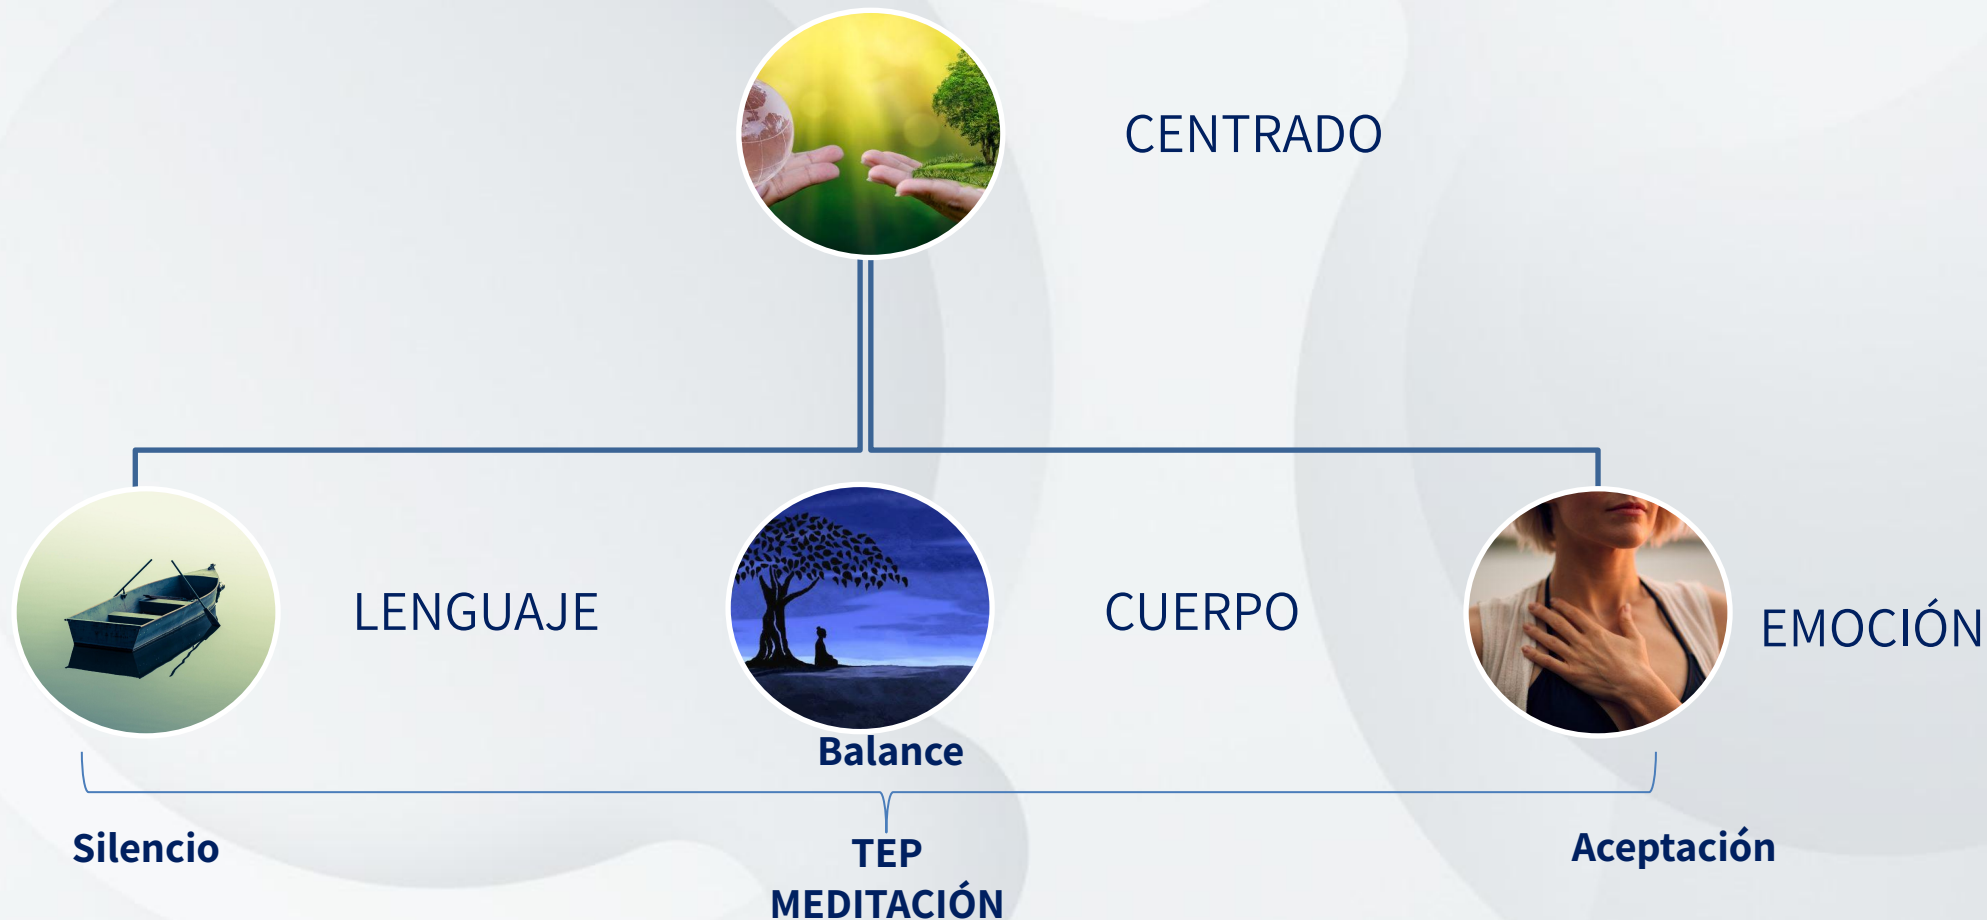 CENTRADO
LENGUAJE
CUERPO
EMOCIÓN
Balance
Silencio
TEP
MEDITACIÓN
Aceptación